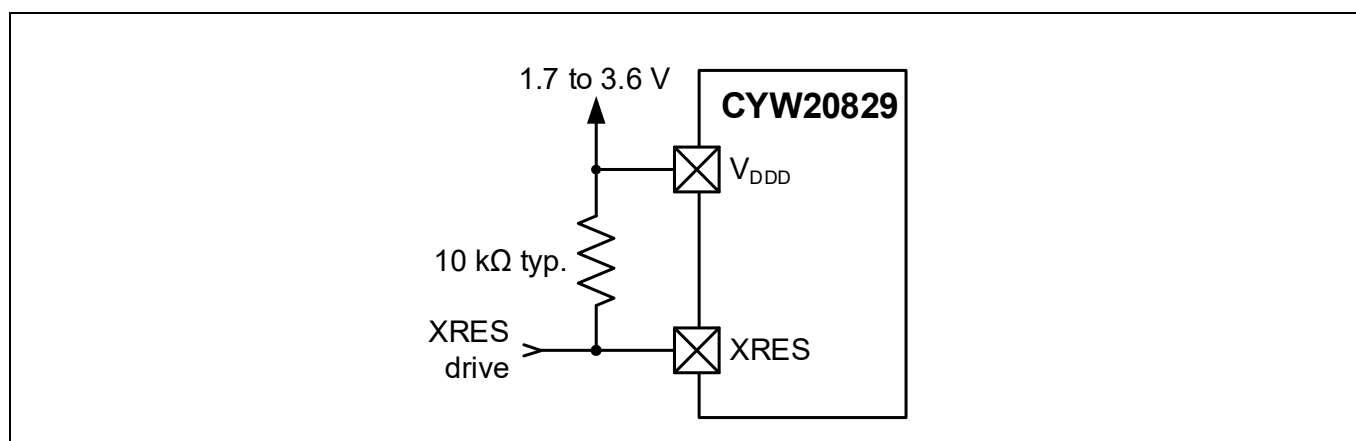 1.7 to 3.6 V
CYW20829
VDDD
10 kΩ typ.
XRES
drive
XRES